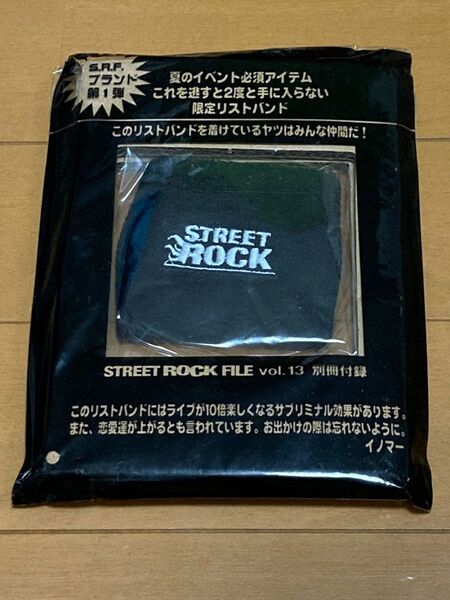 S.R.F.
ブランド
第1弾
夏のイベント必須アイテム
これを逃すと2度と手に入らない
限定リストバンド
このリストバンドを着けているヤツはみんな仲間だ!
STREET
ROCK
STREET ROCK FILE vol.13 別冊付録
このリストバンドにはライブが10倍楽しくなるサブリミナル効果があります。
また、恋愛運が上がるとも言われています。お出かけの際は忘れないように。
イノマー